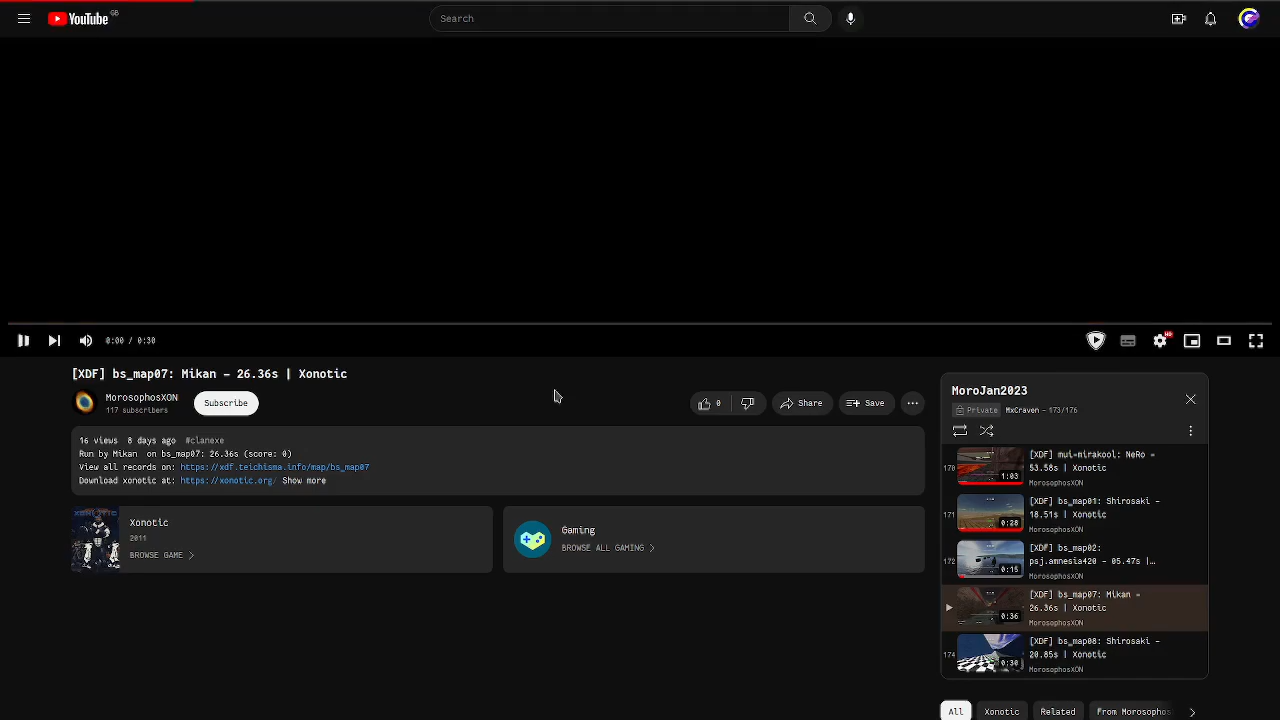 YouTube GB
Search
0:00 / 0:30
HD
[XDF] bs_map07: Mikan – 26.36s | Xonotic
MorosophosXON
117 subscribers
Subscribe
0
Share
Save
16 views 8 days ago #clanexe
Run by Mikan on bs_map07: 26.36s (score: 0)
View all records on: https://xdf.teichisma.info/map/bs_map07
Download xonotic at: https://xonotic.org/ Show more
Xonotic
2011
BROWSE GAME
Gaming
BROWSE ALL GAMING
MoroJan2023
Private MxCraven – 173/176
170
[XDF] mui-nirakool: NeRo –
53.58s | Xonotic
1:03
MorosophosXON
171
[XDF] bs_map01: Shirosaki –
18.51s | Xonotic
0:28
MorosophosXON
172
[XDF] bs_map02:
psj.amnesia420 – 05.47s |…
0:15
MorosophosXON
[XDF] bs_map07: Mikan –
26.36s | Xonotic
0:36
MorosophosXON
174
[XDF] bs_map08: Shirosaki –
20.85s | Xonotic
0:30
MorosophosXON
All Xonotic Related From Morosophos